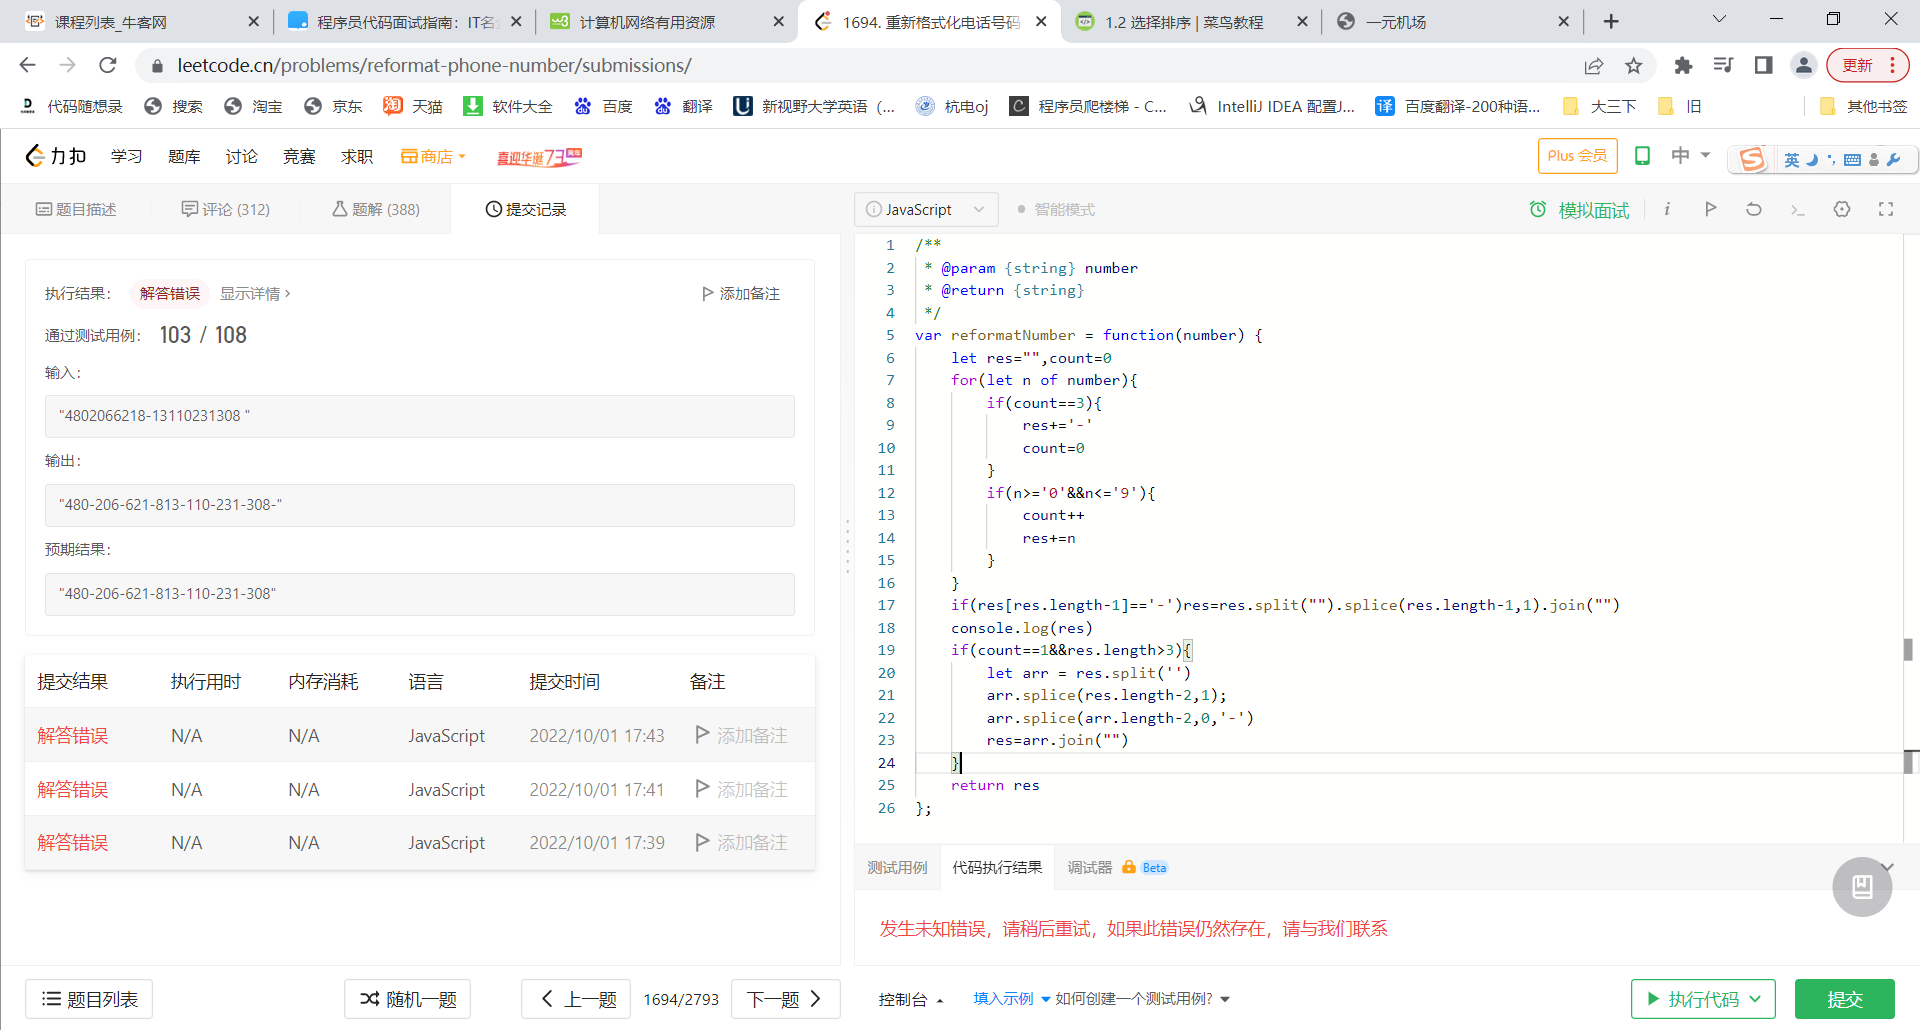 课程列表_牛客网
程序员代码面试指南：IT名企
计算机网络有用资源
1694. 重新格式化电话号码
1.2 选择排序 | 菜鸟教程
一元机场
leetcode.cn/problems/reformat-phone-number/submissions/
更新
代码随想录 搜索 淘宝 京东 天猫 软件大全 百度 翻译 新视野大学英语（... 杭电oj 程序员爬楼梯 - C... IntelliJ IDEA 配置J... 百度翻译-200种语... 大三下 旧 其他书签
力扣 学习 题库 讨论 竞赛 求职 商店 喜迎华诞73周年 Plus 会员 中 英
题目描述 评论 (312) 题解 (388) 提交记录
JavaScript 智能模式 模拟面试
执行结果： 解答错误 显示详情 › 添加备注
通过测试用例： 103 / 108
输入：
"4802066218-13110231308 "
输出：
"480-206-621-813-110-231-308-"
预期结果：
"480-206-621-813-110-231-308"
提交结果 执行用时 内存消耗 语言 提交时间 备注
解答错误 N/A N/A JavaScript 2022/10/01 17:43 添加备注
解答错误 N/A N/A JavaScript 2022/10/01 17:41 添加备注
解答错误 N/A N/A JavaScript 2022/10/01 17:39 添加备注
1 /**
2 * @param {string} number
3 * @return {string}
4 */
5 var reformatNumber = function(number) {
6 let res="",count=0
7 for(let n of number){
8 if(count==3){
9 res+='-'
10 count=0
11 }
12 if(n>='0'&&n<='9'){
13 count++
14 res+=n
15 }
16 }
17 if(res[res.length-1]=='-')res=res.split("").splice(res.length-1,1).join("")
18 console.log(res)
19 if(count==1&&res.length>3){
20 let arr = res.split('')
21 arr.splice(res.length-2,1);
22 arr.splice(arr.length-2,0,'-')
23 res=arr.join("")
24 }
25 return res
26 };
测试用例 代码执行结果 调试器 Beta
发生未知错误，请稍后重试，如果此错误仍然存在，请与我们联系
题目列表 随机一题 上一题 1694/2793 下一题 控制台 填入示例 如何创建一个测试用例? 执行代码 提交